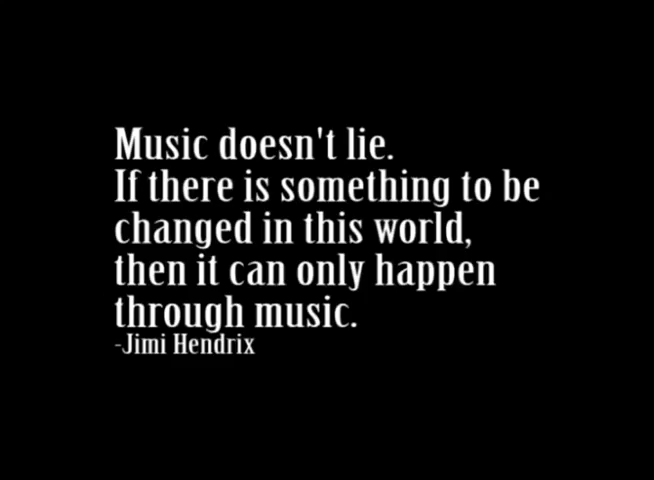 Music doesn't lie.
If there is something to be
changed in this world,
then it can only happen
through music.
-Jimi Hendrix